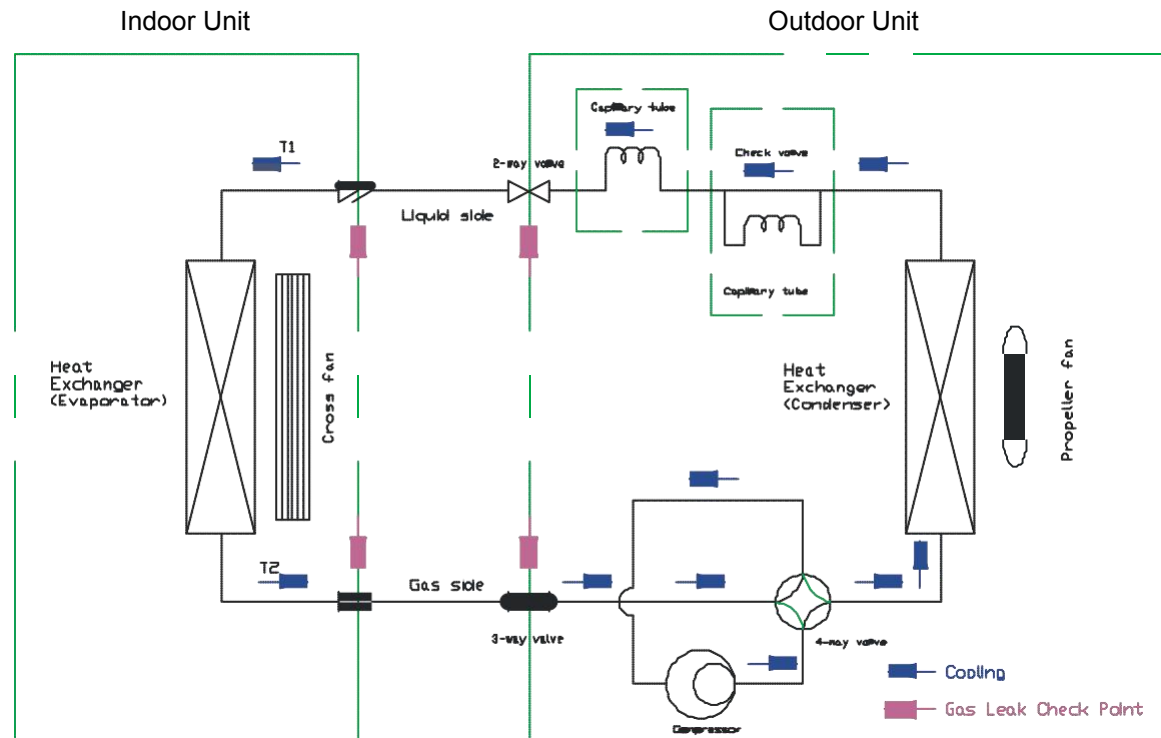 Indoor Unit
Outdoor Unit
Capillary tube
T1
2-way valve
Check valve
Liquid side
Capillary tube
Heat
Exchanger
(Evaporator)
Cross fan
Heat
Exchanger
(Condenser)
Propeller fan
T2
Gas side
3-way valve
4-way valve
Cooling
Gas Leak Check Point
Compressor